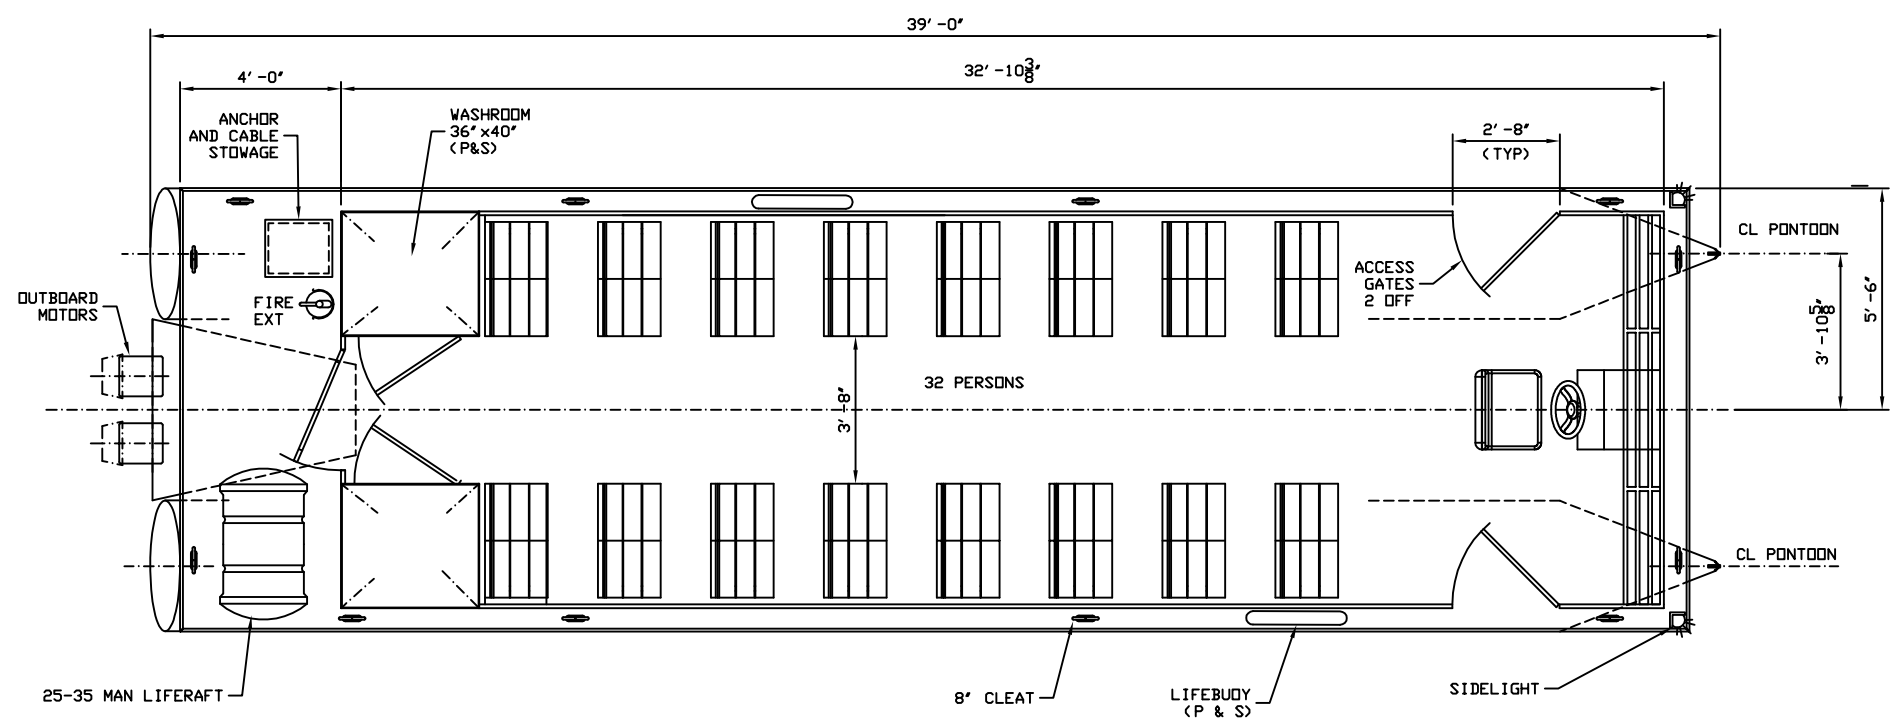 39'-0"
4'-0"
32'-10 3/8"
ANCHOR
AND CABLE
STOWAGE
WASHROOM
36"x40"
(P&S)
2'-8"
(TYP)
CL PONTOON
ACCESS
GATES
2 OFF
OUTBOARD
MOTORS
FIRE
EXT
3'-10 5/8"
5'-6"
32 PERSONS
3'-8"
CL PONTOON
25-35 MAN LIFERAFT
8" CLEAT
LIFEBUOY
(P & S)
SIDELIGHT